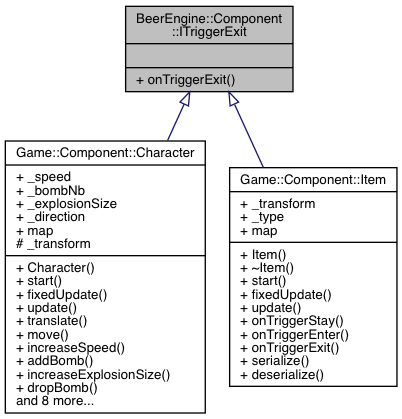 BeerEngine::Component
::ITriggerExit
+ onTriggerExit()
Game::Component::Character
+ _speed
+ _bombNb
+ _explosionSize
+ _direction
+ map
# _transform
+ Character()
+ start()
+ fixedUpdate()
+ update()
+ translate()
+ move()
+ increaseSpeed()
+ addBomb()
+ increaseExplosionSize()
+ dropBomb()
and 8 more...
Game::Component::Item
+ _transform
+ _type
+ map
+ Item()
+ ~Item()
+ start()
+ fixedUpdate()
+ update()
+ onTriggerStay()
+ onTriggerEnter()
+ onTriggerExit()
+ serialize()
+ deserialize()